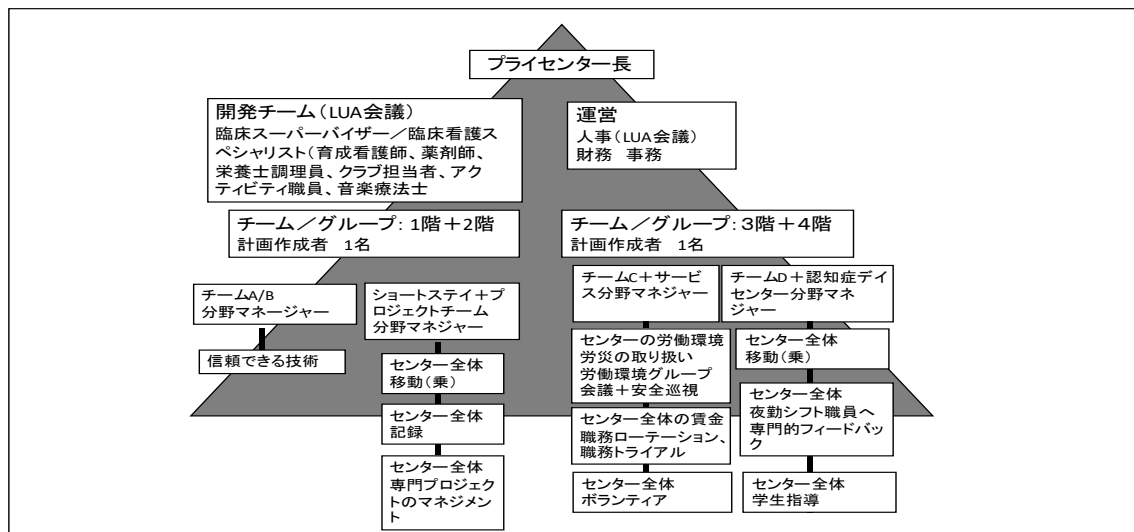 プライセンター長
開発チーム（LUA会議）
臨床スーパーバイザー／臨床看護ス
ペシャリスト（育成看護師、薬剤師、
栄養士調理員、クラブ担当者、アク
ティビティ職員、音楽療法士
運営
人事（LUA会議）
財務　事務
チーム／グループ：1階＋2階
計画作成者　1名
チーム／グループ：３階＋４階
計画作成者　1名
チームA/B
分野マネージャー
信頼できる技術
ショートステイ＋プ
ロジェクトチーム
分野マネジャー
センター全体
移動（乗）
センター全体
記録
センター全体
専門プロジェク
トのマネジメン
ト
チームC＋サービ
ス分野マネジャー
センターの労働環境
労災の取り扱い
労働環境グループ
会議＋安全巡視
センター全体の賃金
職務ローテーション、
職務トライアル
センター全体
ボランティア
チームD＋認知症デイ
センター分野マネ
ジャー
センター全体
移動（乗）
センター全体
夜勤シフト職員へ
専門的フィードバッ
ク
センター全体
学生指導